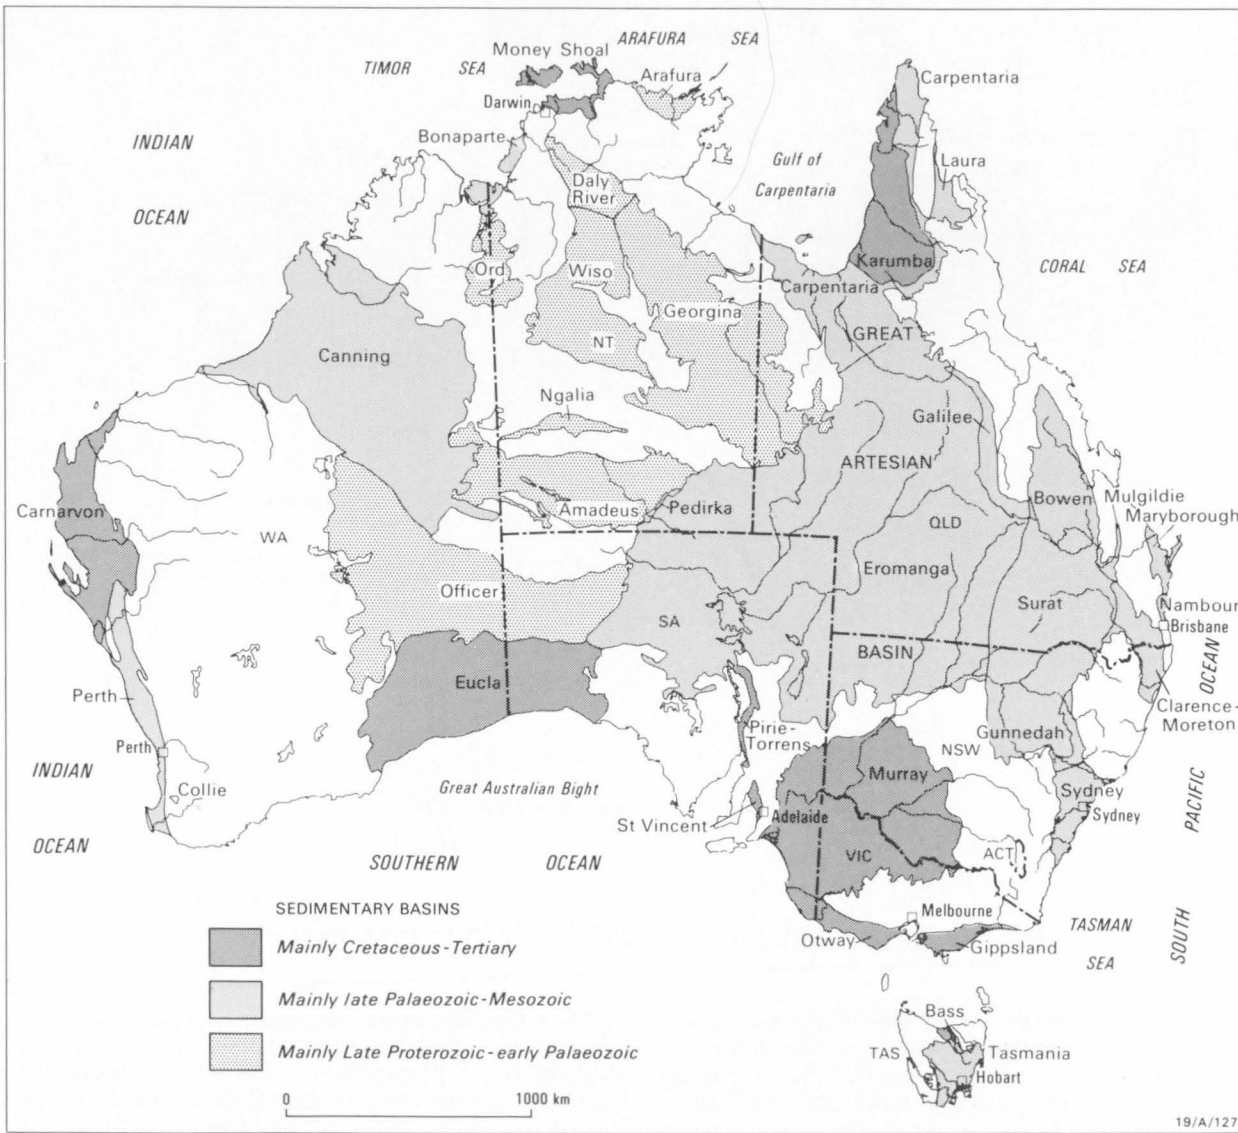 ARAFURA SEA
Money Shoal
TIMOR SEA
Arafura
Carpentaria
Darwin
Bonaparte
INDIAN
OCEAN
Gulf of
Carpentaria
Laura
Daly
River
Karumba
CORAL SEA
Ord
Wiso
Carpentaria
Georgina
GREAT
NT
Canning
Ngalia
Galilee
ARTESIAN
Carnarvon
Amadeus
Pedirka
Bowen
Mulgildie
Maryborough
QLD
WA
Eromanga
Officer
Surat
Nambour
Brisbane
SA
BASIN
Eucla
Perth
Clarence-
Moreton
Pirie-
Torrens
Gunnedah
NSW
Perth
INDIAN
OCEAN
Collie
Great Australian Bight
Murray
Sydney
Sydney
St Vincent
Adelaide
VIC
ACT
SOUTHERN OCEAN
SOUTH PACIFIC OCEAN
Melbourne
TASMAN
SEA
Otway
Gippsland
SEDIMENTARY BASINS
Mainly Cretaceous-Tertiary
Mainly late Palaeozoic-Mesozoic
Mainly Late Proterozoic-early Palaeozoic
Bass
TAS
Tasmania
Hobart
0 1000 km
19/A/127